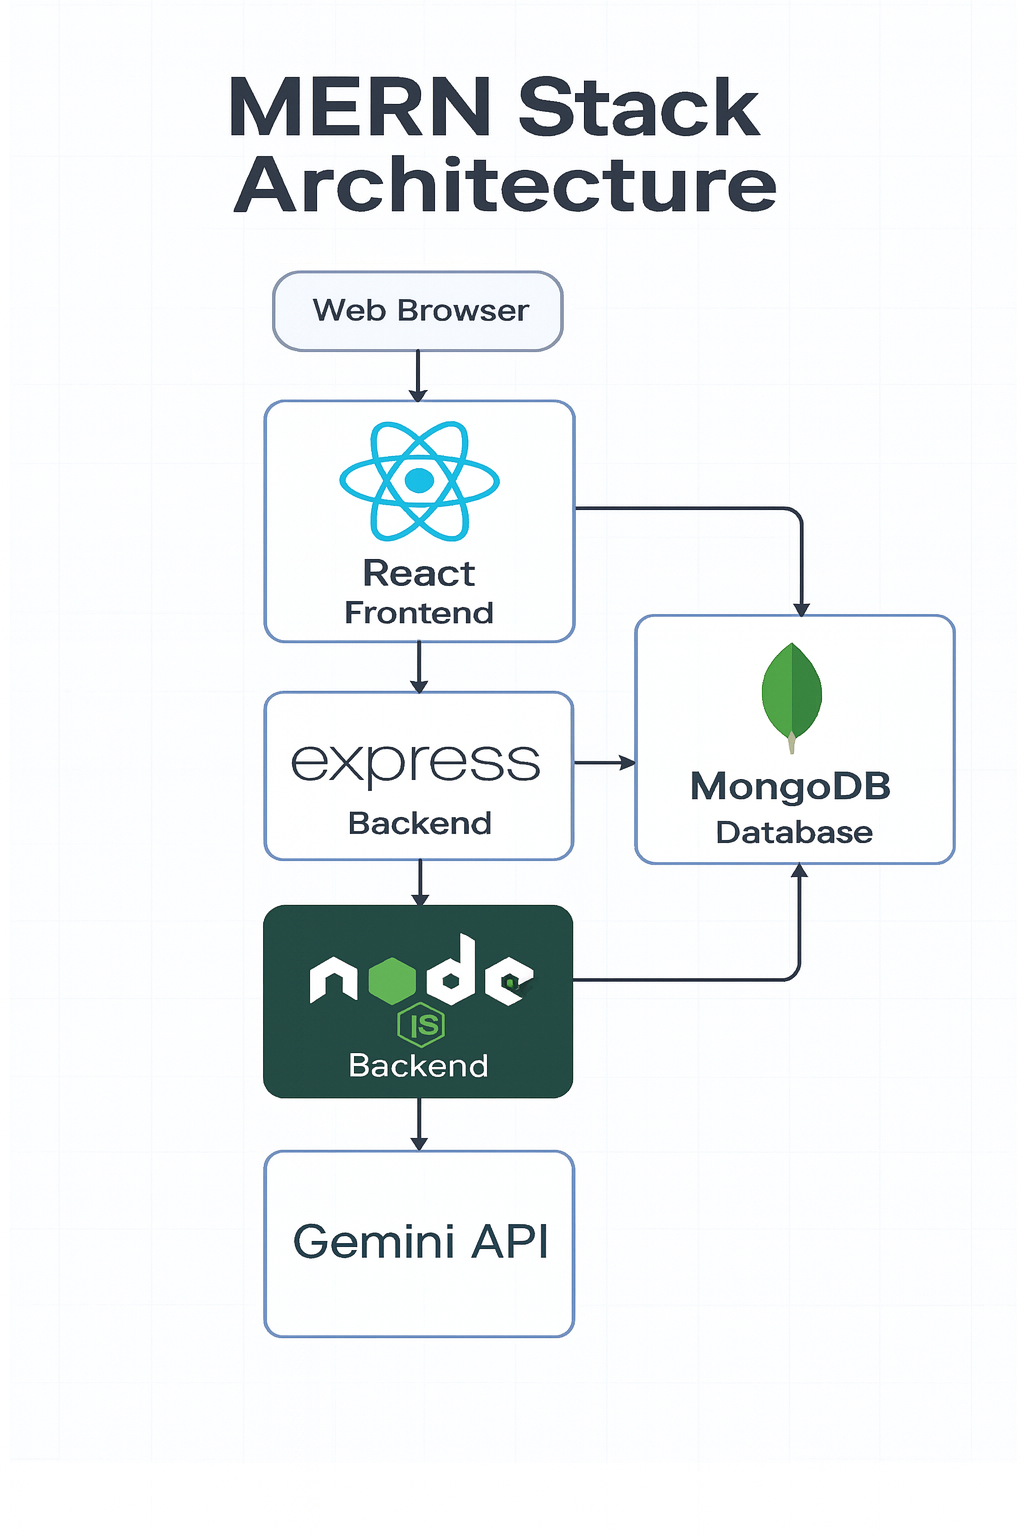 MERN Stack
Architecture
Web Browser
React
Frontend
express
Backend
MongoDB
Database
node
JS
Backend
Gemini API